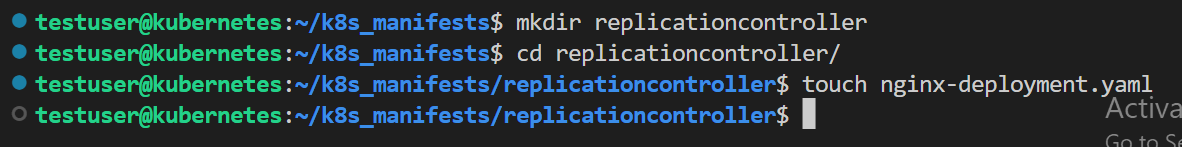 testuser@kubernetes:~/k8s_manifests$ mkdir replicationcontroller
testuser@kubernetes:~/k8s_manifests$ cd replicationcontroller/
testuser@kubernetes:~/k8s_manifests/replicationcontroller$ touch nginx-deployment.yaml
testuser@kubernetes:~/k8s_manifests/replicationcontroller$
Activa
Go to Se